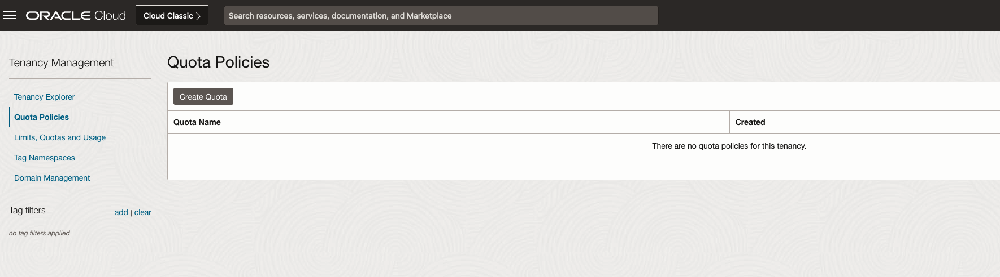 ORACLE Cloud
Cloud Classic
Search resources, services, documentation, and Marketplace
Tenancy Management
Tenancy Explorer
Quota Policies
Limits, Quotas and Usage
Tag Namespaces
Domain Management
Tag filters
add | clear
no tag filters applied
Quota Policies
Create Quota
Quota Name Created
There are no quota policies for this tenancy.